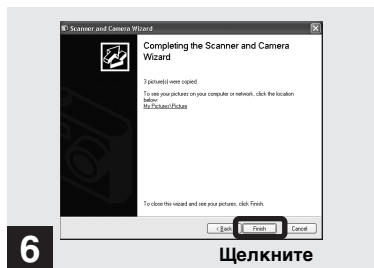 Scanner and Camera Wizard
Completing the Scanner and Camera
Wizard
3 picture(s) were copied.
To see your pictures on your computer or network, click the location
below:
My Pictures\Picture
To close this wizard and see your pictures, click Finish.
< Back
Finish
Cancel
6
Щелкните